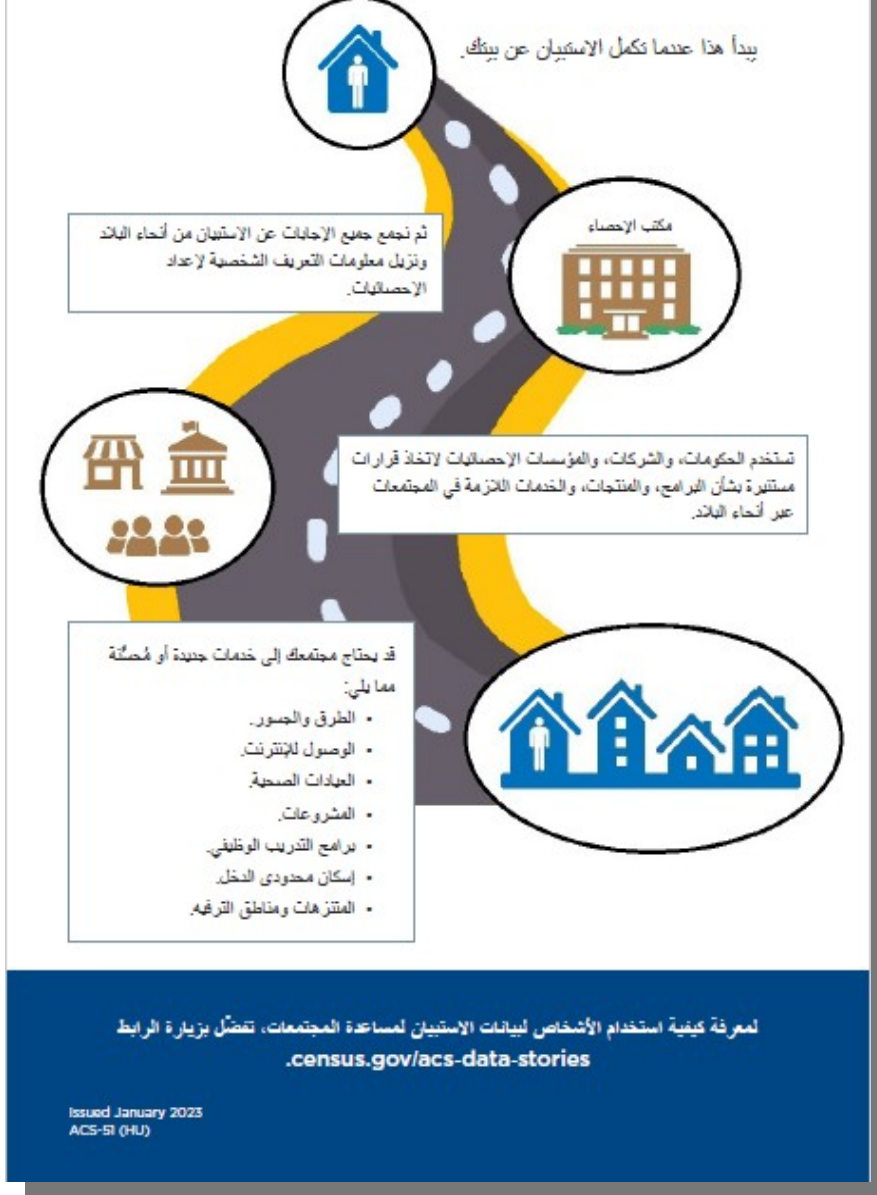 يبدأ هذا عندما تكمل الاستبيان عن بيتك.
مكتب الإحصاء
ثم نجمع جميع الإجابات عن الاستبيان من أنحاء البلاد
ونزيل معلومات التعريف الشخصية لإعداد
الإحصائيات.
تستخدم الحكومات، والشركات، والمؤسسات الإحصائيات لاتخاذ قرارات
مستنيرة بشأن البرامج، والمنتجات، والخدمات اللازمة في المجتمعات
عبر أنحاء البلاد.
قد يحتاج مجتمعك إلى خدمات جديدة أو مُحسَّنة
مما يلي:
• الطرق والجسور.
• الوصول للإنترنت.
• العيادات الصحية.
• المشروعات.
• برامج التدريب الوظيفي.
• إسكان محدودى الدخل.
• المتنزهات ومناطق الترفيه.
لمعرفة كيفية استخدام الأشخاص لبيانات الاستبيان لمساعدة المجتمعات، تفضّل بزيارة الرابط
census.gov/acs-data-stories.
Issued January 2023
ACS-51 (HU)